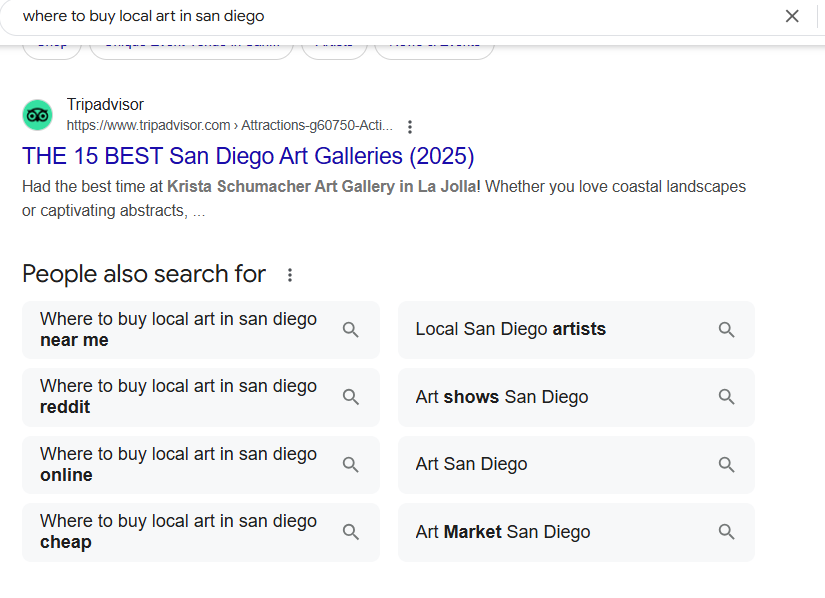 where to buy local art in san diego
Tripadvisor
https://www.tripadvisor.com › Attractions-g60750-Acti...
THE 15 BEST San Diego Art Galleries (2025)
Had the best time at Krista Schumacher Art Gallery in La Jolla! Whether you love coastal landscapes
or captivating abstracts, ...
People also search for
Where to buy local art in san diego
near me
Local San Diego artists
Where to buy local art in san diego
reddit
Art shows San Diego
Where to buy local art in san diego
online
Art San Diego
Where to buy local art in san diego
cheap
Art Market San Diego